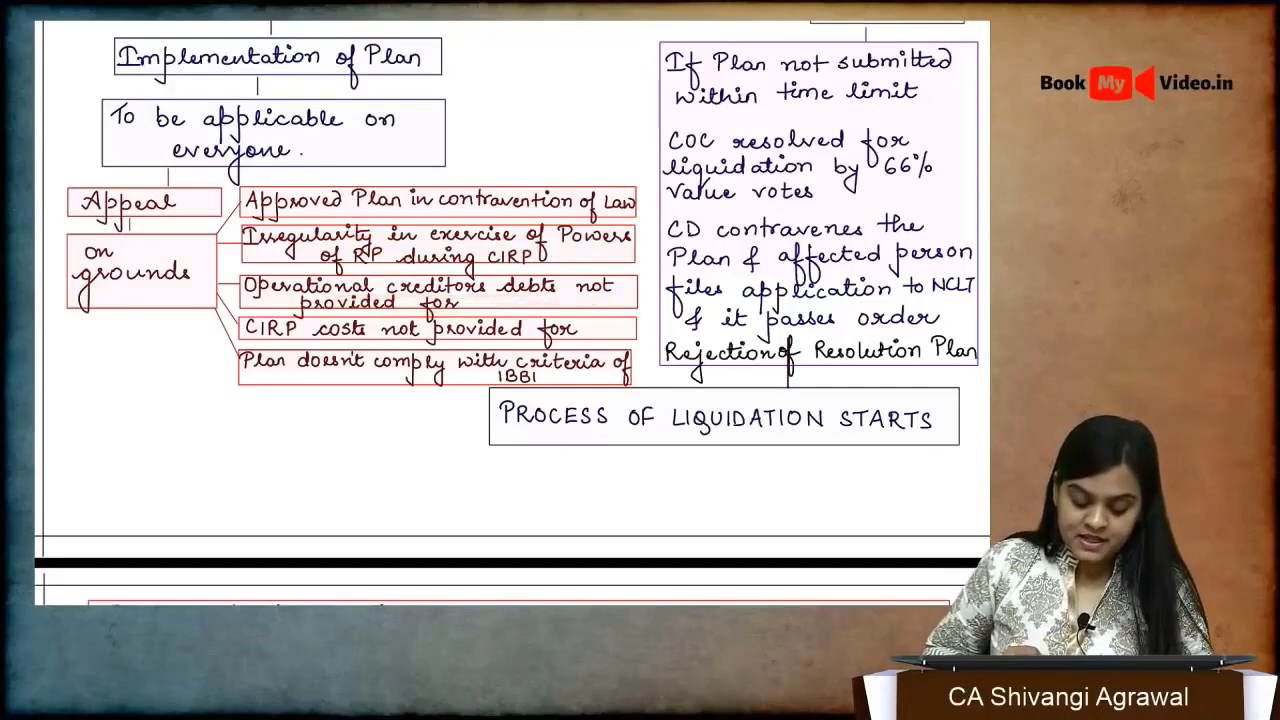 Implementation of Plan
To be applicable on
everyone.
Appeal
on
grounds
Approved Plan in contravention of Law
Irregularity in exercise of Powers
of RP during CIRP
Operational creditors debts not
provided for
CIRP costs not provided for
Plan doesn't comply with criteria of
IBBI
If Plan not submitted
within time limit
COC resolved for
liquidation by 66%
value votes
CD contravenes the
Plan & affected person
files application to NCLT
& it passes order
Rejection of Resolution Plan
PROCESS OF LIQUIDATION STARTS
Book My Video.in
CA Shivangi Agrawal